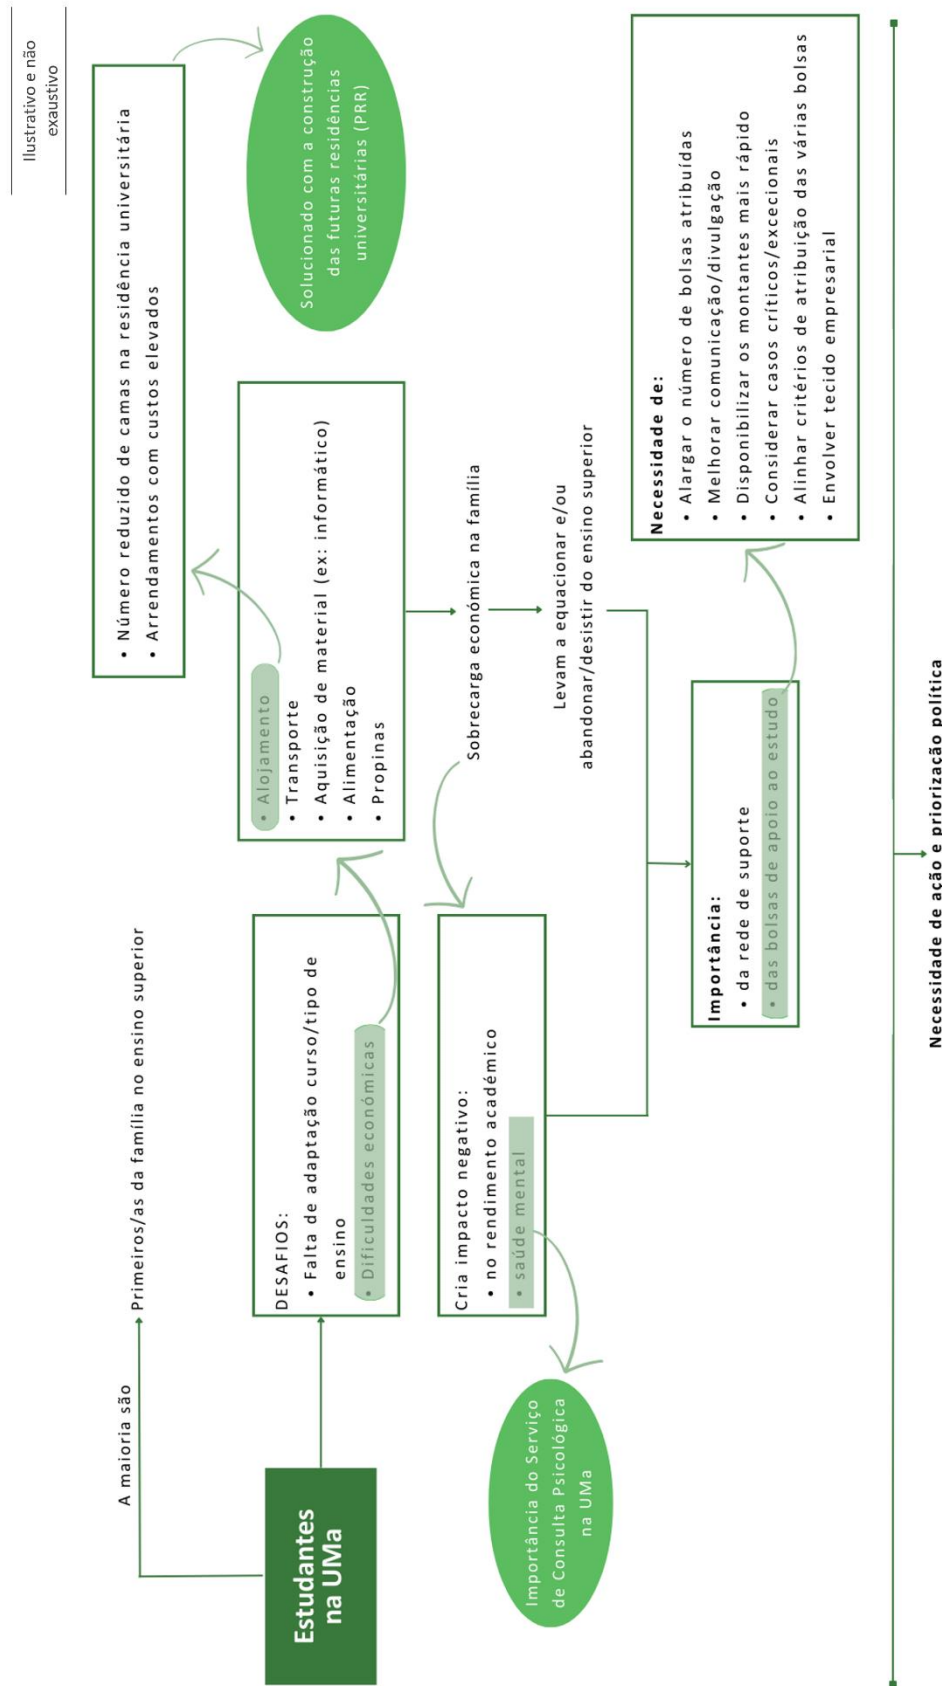 Ilustrativo e não
exaustivo
A maioria são
Primeiros/as da família no ensino superior
• Número reduzido de camas na residência universitária
• Arrendamentos com custos elevados
Estudantes
na UMa
DESAFIOS:
• Falta de adaptação curso/tipo de
ensino
• Dificuldades económicas
• Alojamento
• Transporte
• Aquisição de material (ex: informático)
• Alimentação
• Propinas
Solucionado com a construção
das futuras residências
universitárias (PRR)
Cria impacto negativo:
• no rendimento académico
• saúde mental
Sobrecarga económica na família
Levam a equacionar e/ou
abandonar/desistir do ensino superior
Importância do Serviço
de Consulta Psicológica
na UMa
Importância:
• da rede de suporte
• das bolsas de apoio ao estudo
Necessidade de:
• Alargar o número de bolsas atribuídas
• Melhorar comunicação/divulgação
• Disponibilizar os montantes mais rápido
• Considerar casos críticos/excecionais
• Alinhar critérios de atribuição das várias bolsas
• Envolver tecido empresarial
Necessidade de ação e priorização política